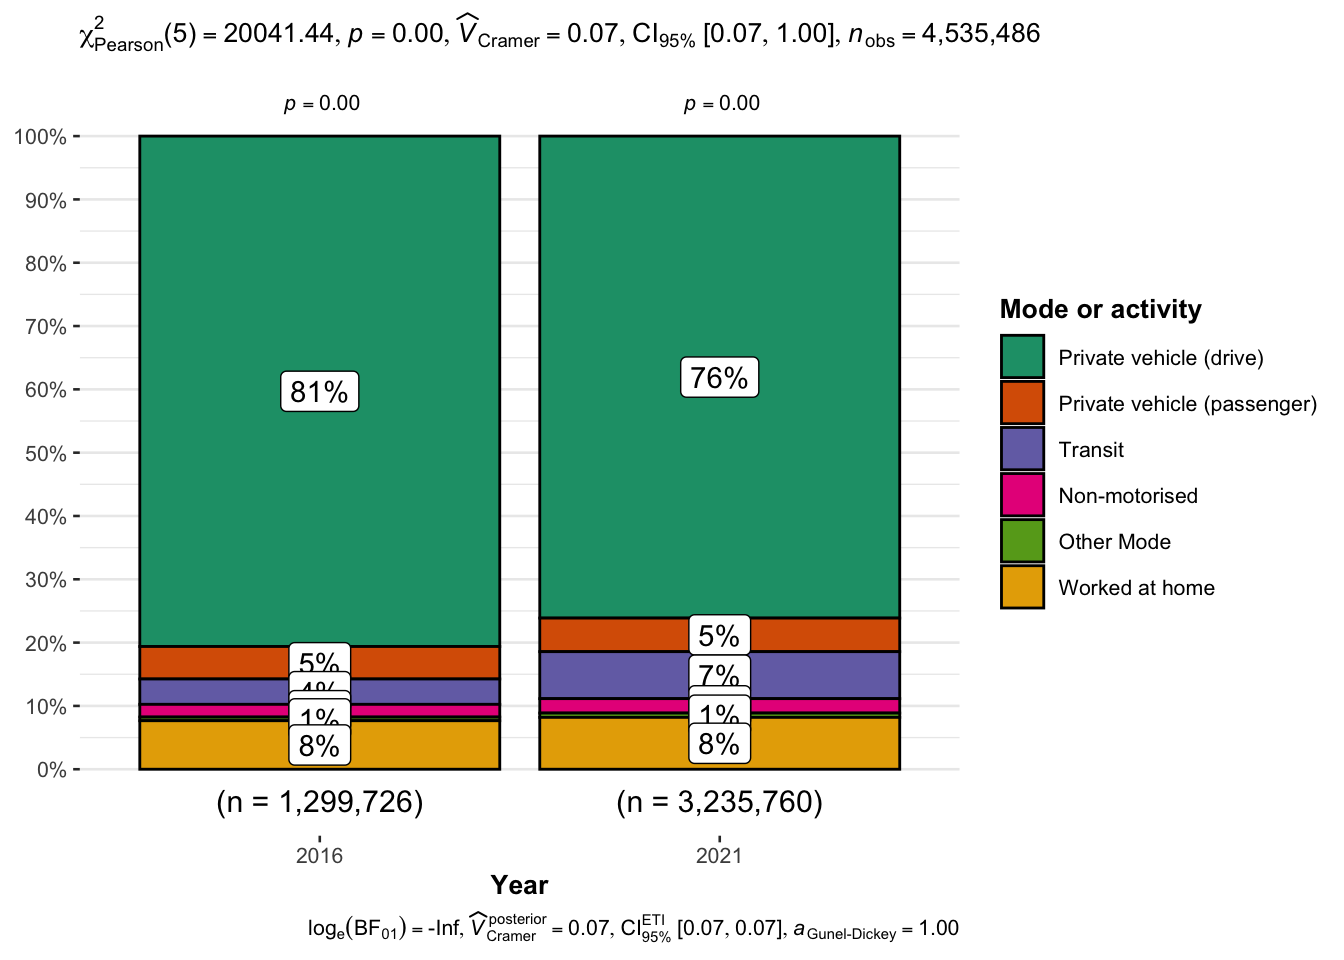 χ²Pearson(5) = 20041.44, p = 0.00, V̂Cramer = 0.07, CI95% [0.07, 1.00], nobs = 4,535,486
p = 0.00
p = 0.00
100%
90%
80%
70%
60%
50%
40%
30%
20%
10%
0%
81%
5%
4%
1%
8%
76%
5%
7%
1%
8%
(n = 1,299,726)
(n = 3,235,760)
2016
2021
Year
Mode or activity
Private vehicle (drive)
Private vehicle (passenger)
Transit
Non-motorised
Other Mode
Worked at home
loge(BF01) = -Inf, V̂posteriorCramer = 0.07, CIETI95% [0.07, 0.07], aGunel-Dickey = 1.00